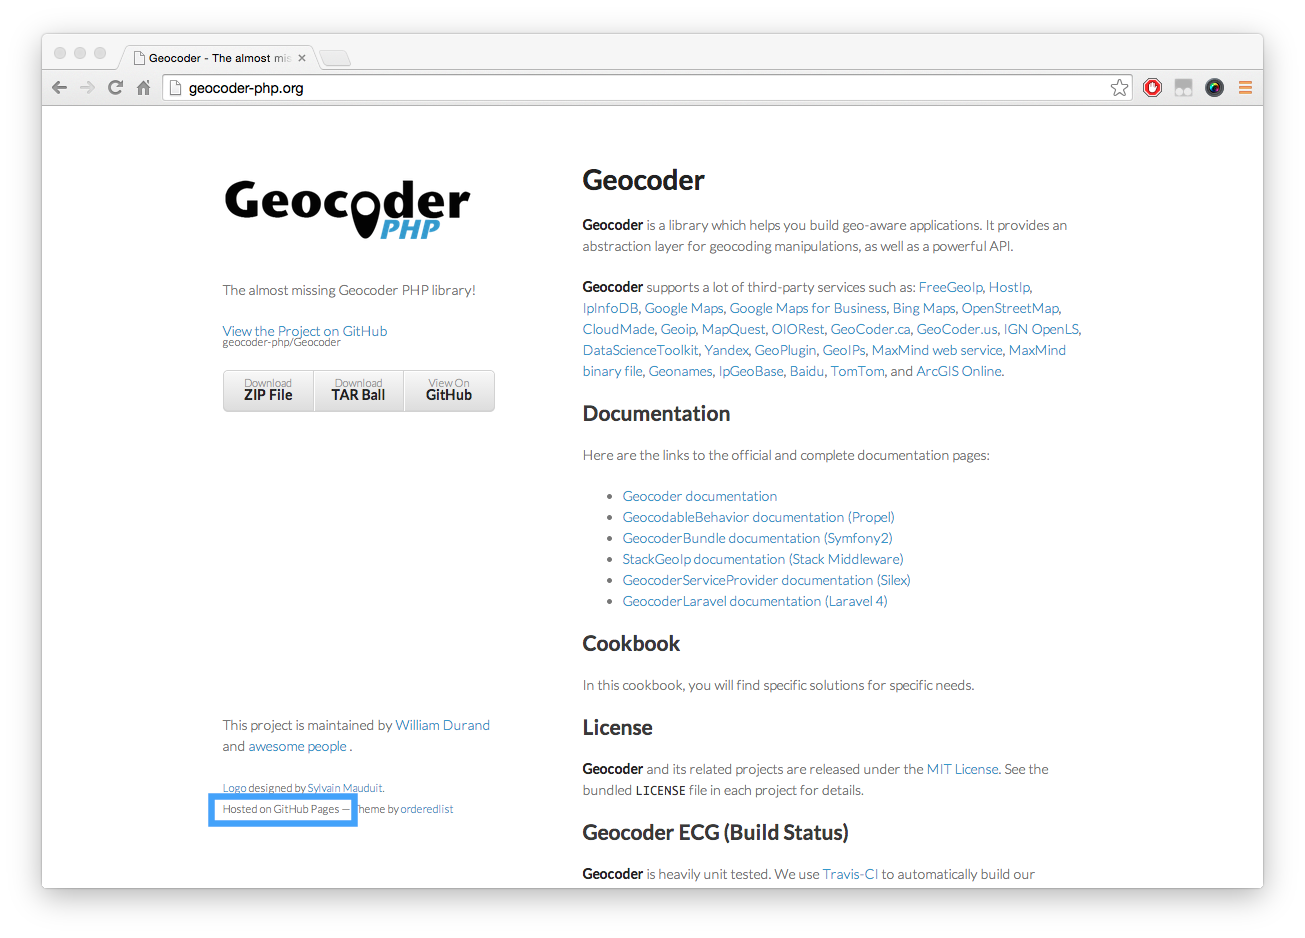 Geocoder - The almost mis
geocoder-php.org
Geocoder
PHP
The almost missing Geocoder PHP library!
View the Project on GitHub
geocoder-php/Geocoder
Download
ZIP File
Download
TAR Ball
View On
GitHub
This project is maintained by William Durand
and awesome people .
Logo designed by Sylvain Mauduit.
Hosted on GitHub Pages — Theme by orderedlist
Geocoder
Geocoder is a library which helps you build geo-aware applications. It provides an
abstraction layer for geocoding manipulations, as well as a powerful API.
Geocoder supports a lot of third-party services such as: FreeGeoIp, HostIp,
IpInfoDB, Google Maps, Google Maps for Business, Bing Maps, OpenStreetMap,
CloudMade, Geoip, MapQuest, OIORest, GeoCoder.ca, GeoCoder.us, IGN OpenLS,
DataScienceToolkit, Yandex, GeoPlugin, GeoIPs, MaxMind web service, MaxMind
binary file, Geonames, IpGeoBase, Baidu, TomTom, and ArcGIS Online.
Documentation
Here are the links to the official and complete documentation pages:
• Geocoder documentation
• GeocodableBehavior documentation (Propel)
• GeocoderBundle documentation (Symfony2)
• StackGeoIp documentation (Stack Middleware)
• GeocoderServiceProvider documentation (Silex)
• GeocoderLaravel documentation (Laravel 4)
Cookbook
In this cookbook, you will find specific solutions for specific needs.
License
Geocoder and its related projects are released under the MIT License. See the
bundled LICENSE file in each project for details.
Geocoder ECG (Build Status)
Geocoder is heavily unit tested. We use Travis-CI to automatically build our